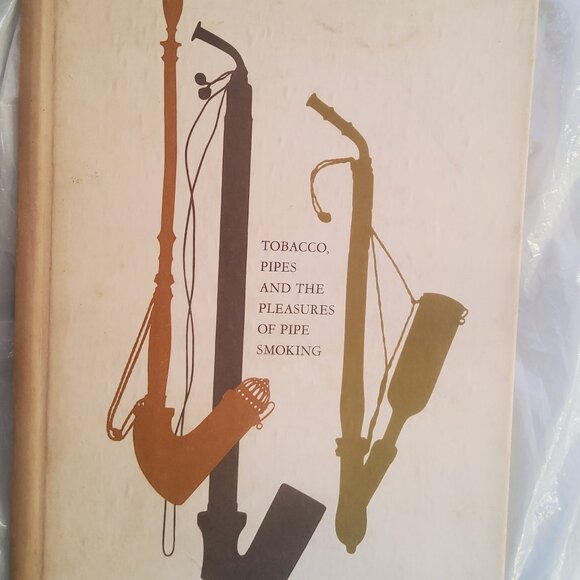 TOBACCO,
PIPES
AND THE
PLEASURES
OF PIPE
SMOKING